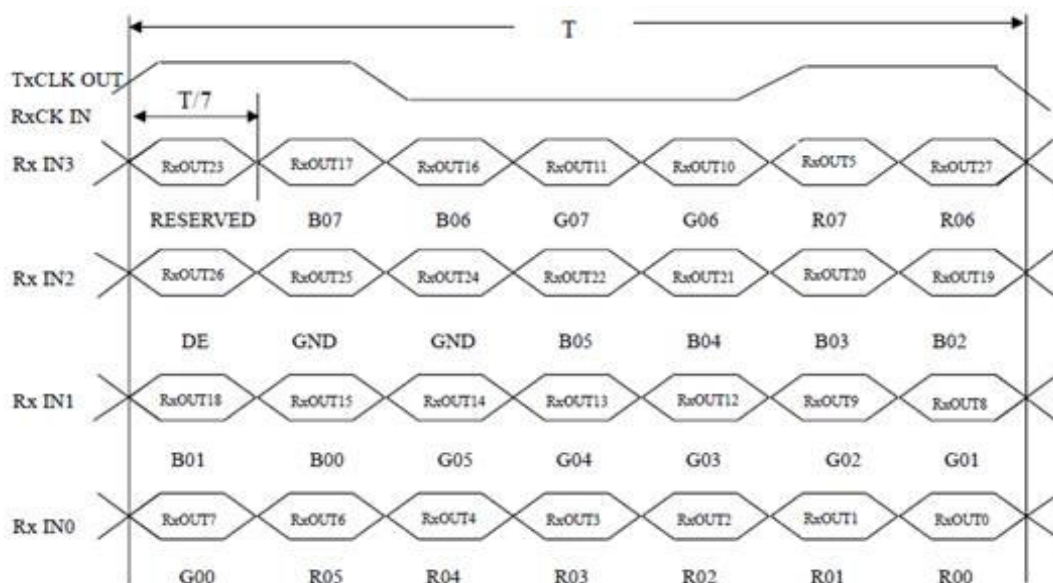 T
TxCLK OUT
RxCK IN
T/7
Rx IN3 RxOUT23 RxOUT17 RxOUT16 RxOUT11 RxOUT10 RxOUT5 RxOUT27
RESERVED B07 B06 G07 G06 R07 R06
Rx IN2 RxOUT26 RxOUT25 RxOUT24 RxOUT22 RxOUT21 RxOUT20 RxOUT19
DE GND GND B05 B04 B03 B02
Rx IN1 RxOUT18 RxOUT15 RxOUT14 RxOUT13 RxOUT12 RxOUT9 RxOUT8
B01 B00 G05 G04 G03 G02 G01
Rx IN0 RxOUT7 RxOUT6 RxOUT4 RxOUT3 RxOUT2 RxOUT1 RxOUT0
G00 R05 R04 R03 R02 R01 R00